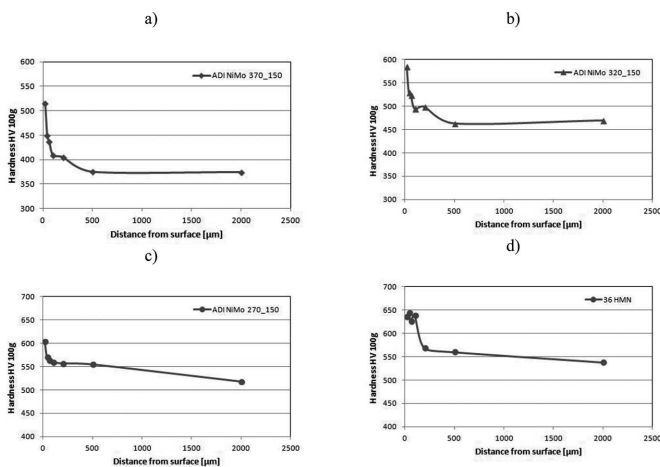 a)
600
550
500
450
400
350
300
Hardness HV 100g
ADI NiMo 370_150
0 500 1000 1500 2000 2500
Distance from surface [µm]
b)
600
550
500
450
400
350
300
Hardness HV 100g
ADI NiMo 320_150
0 500 1000 1500 2000 2500
Distance from surface [µm]
c)
700
650
600
550
500
450
400
Hardness HV 100g
ADI NiMo 270_150
0 500 1000 1500 2000 2500
Distance from surface [µm]
d)
700
650
600
550
500
450
400
Hardness HV 100g
36 HMN
0 500 1000 1500 2000 2500
Distance from surface [µm]